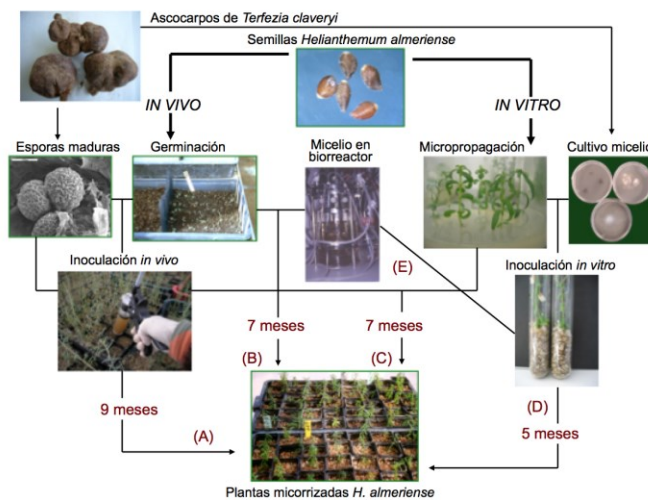 Ascocarpos de Terfezia claveryi
Semillas Helianthemum almeriense
IN VIVO
IN VITRO
Esporas maduras
Germinación
Micelio en
biorreactor
Micropropagación
Cultivo micelio
Inoculación in vivo
(E)
Inoculación in vitro
7 meses
7 meses
(B)
(C)
9 meses
(A)
(D)
5 meses
Plantas micorrizadas H. almeriense